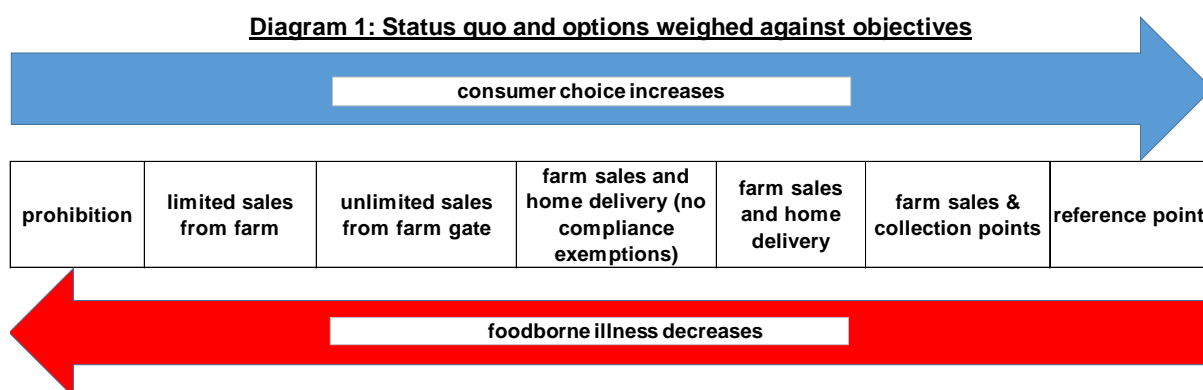 Diagram 1: Status quo and options weighed against objectives
consumer choice increases
prohibition
limited sales
from farm
unlimited sales
from farm gate
farm sales and
home delivery (no
compliance
exemptions)
farm sales
and home
delivery
farm sales &
collection points
reference point
foodborne illness decreases